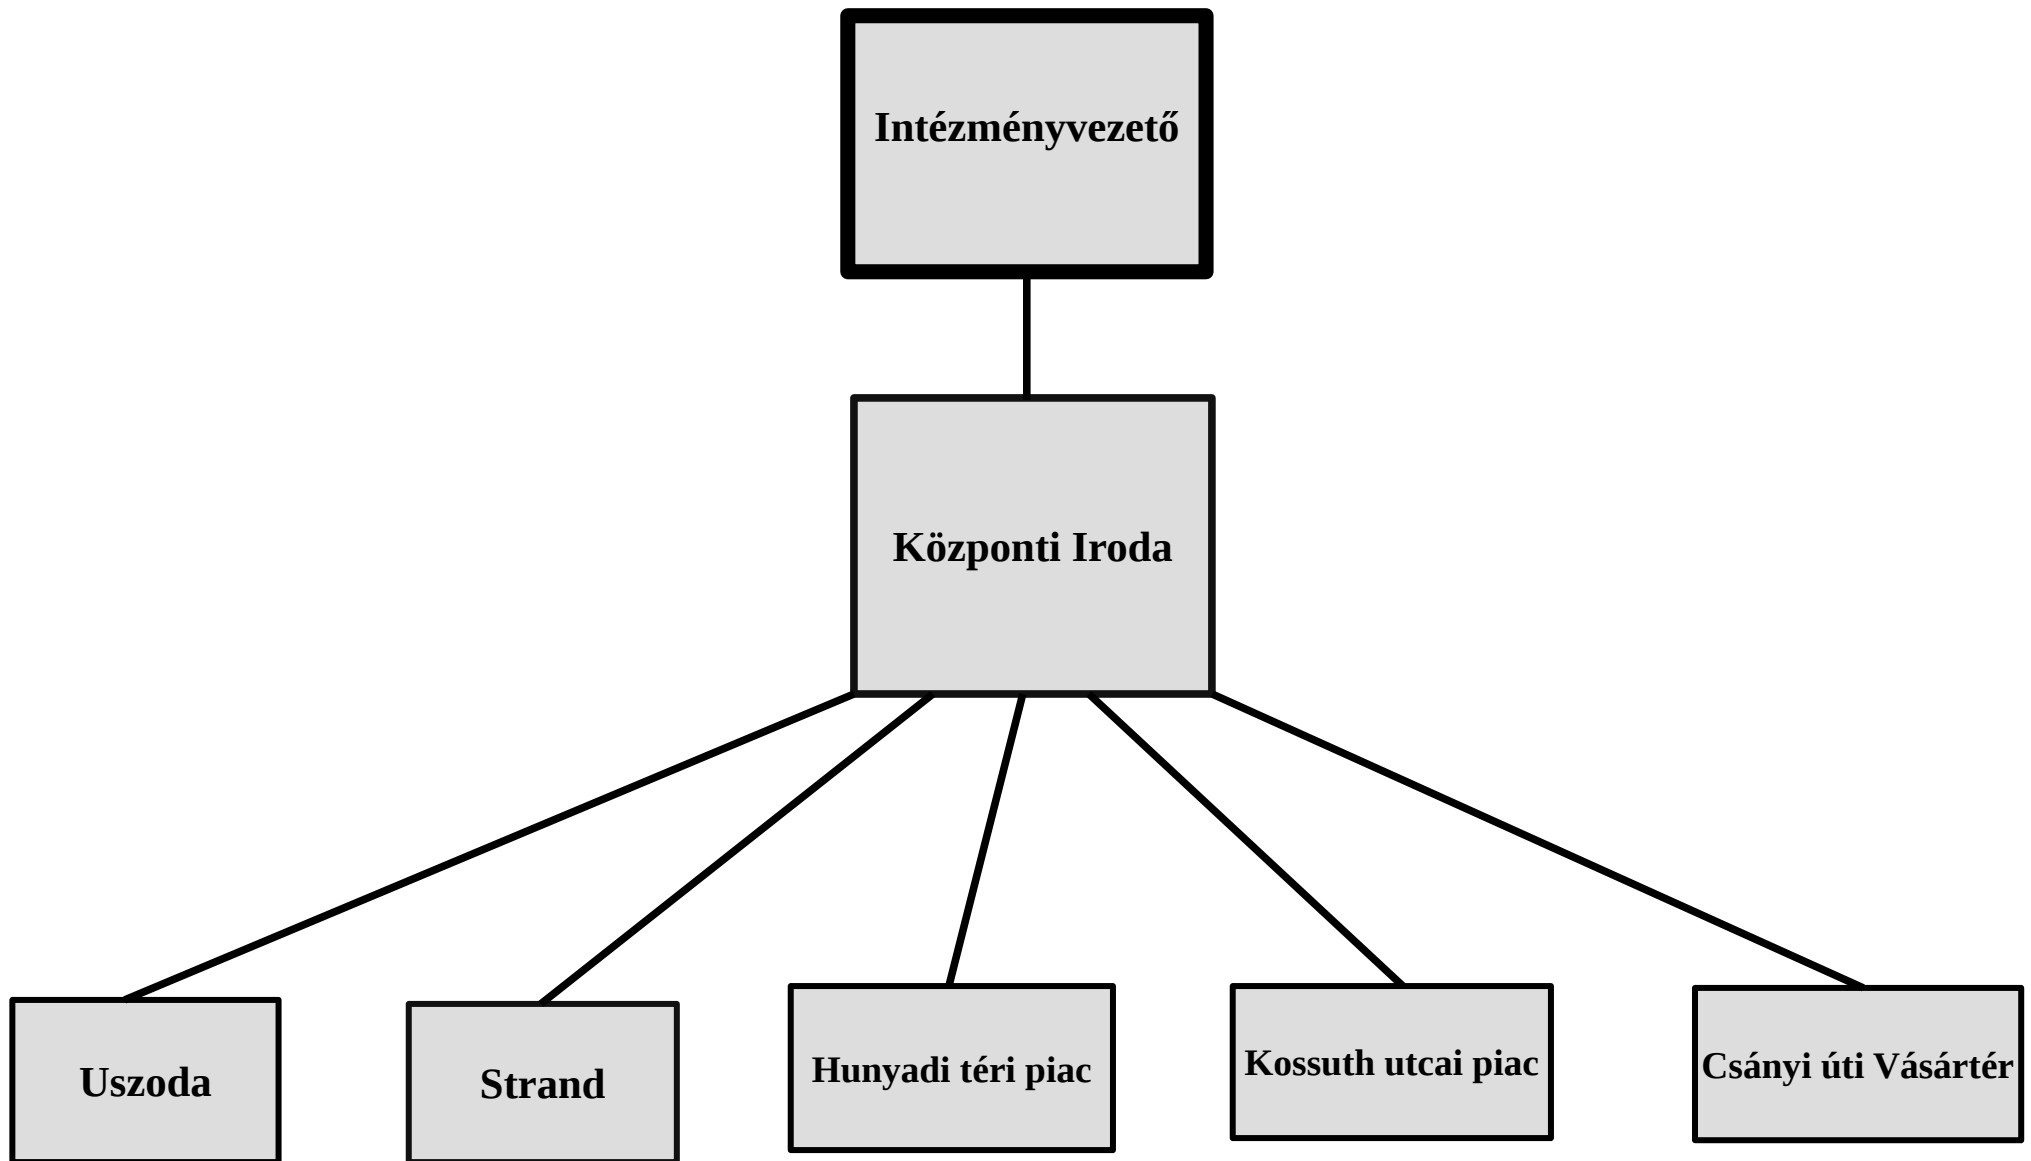 Intézményvezető
Központi Iroda
Uszoda
Strand
Hunyadi téri piac
Kossuth utcai piac
Csányi úti Vásártér